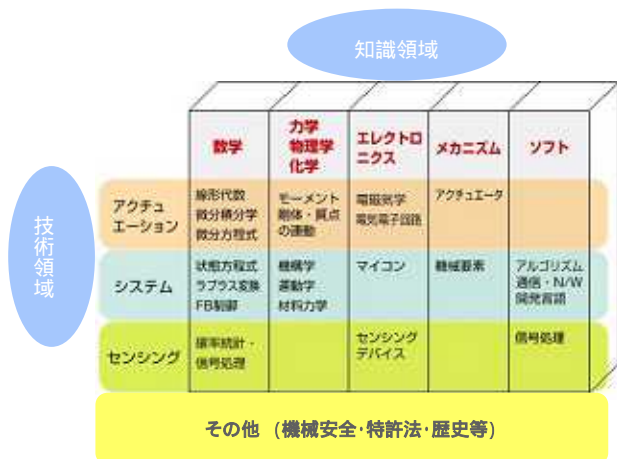 知識領域
技術領域
数学
力学
物理学
化学
エレクトロ
ニクス
メカニズム
ソフト
アクチュ
エーション
線形代数
微分積分学
微分方程式
モーメント
剛体・質点
の運動
電磁気学
電気電子回路
アクチュエータ
システム
状態方程式
ラプラス変換
FB制御
機構学
運動学
材料力学
マイコン
機械要素
アルゴリズム
通信・N/W
開発言語
センシング
確率統計・
信号処理
センシング
デバイス
信号処理
その他（機械安全･特許法･歴史等）